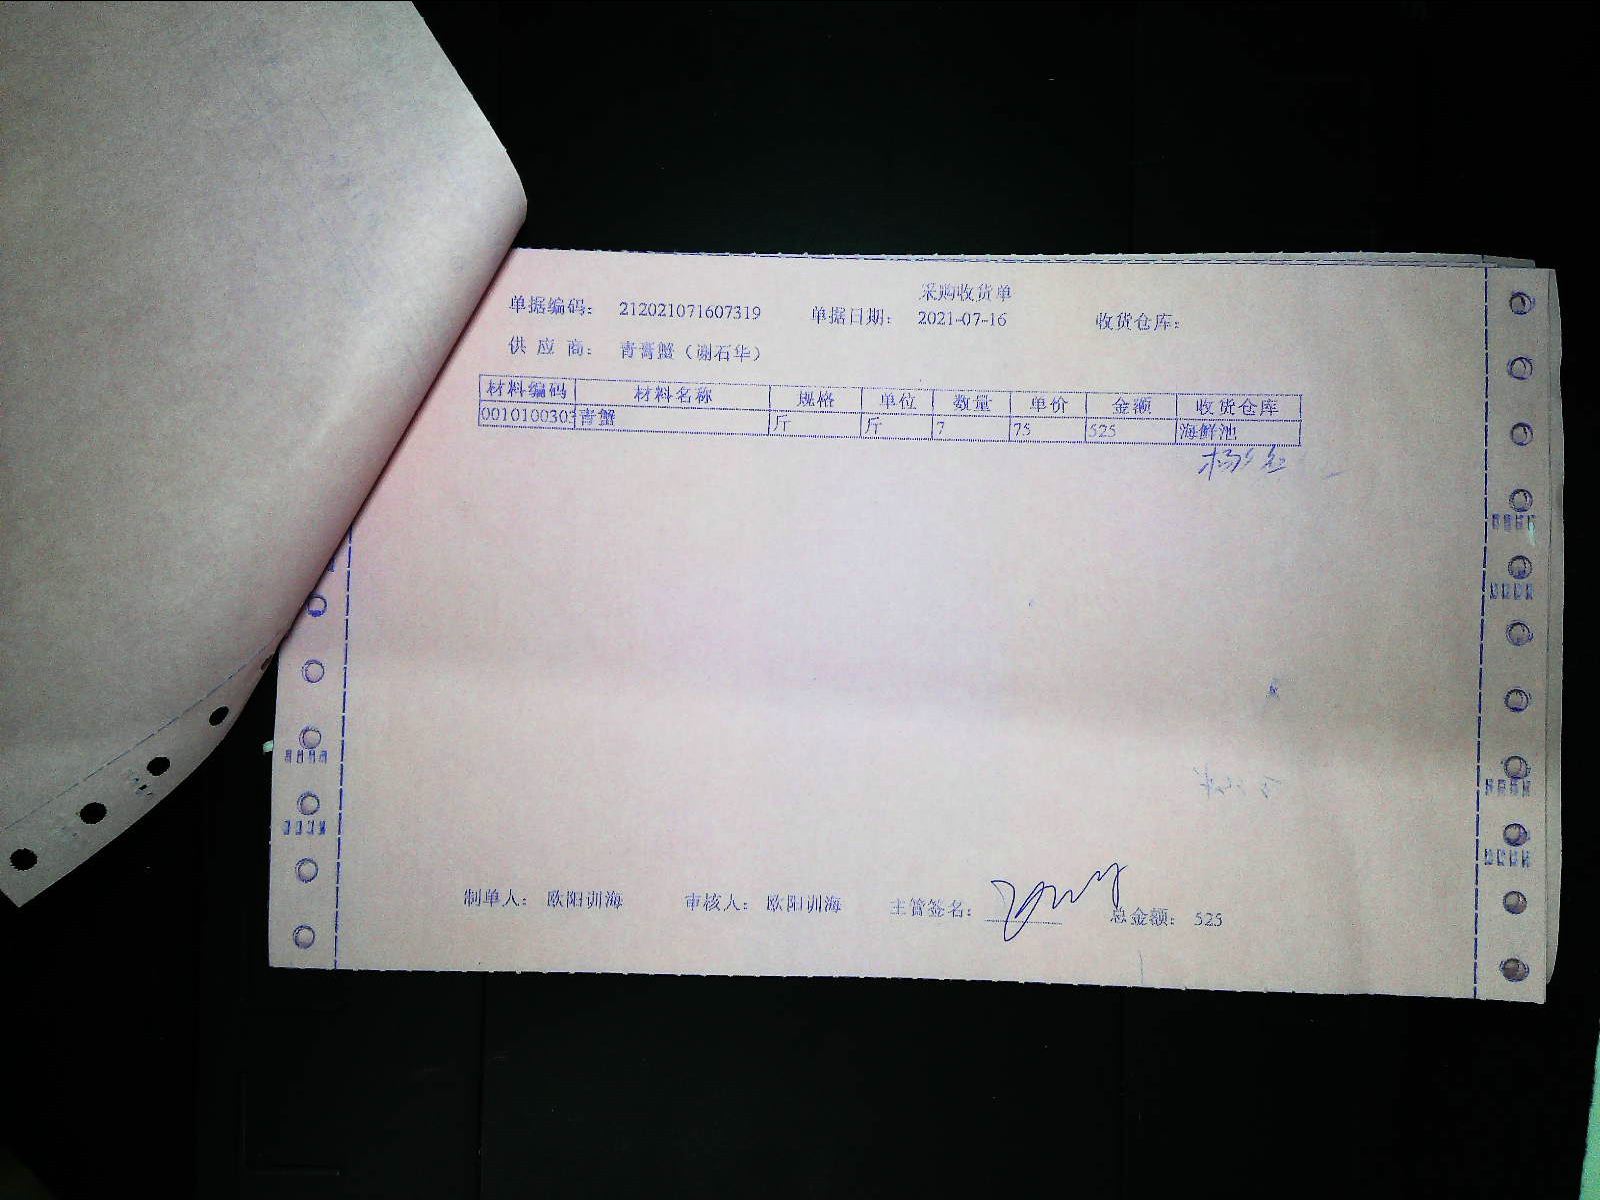 采购收货单
单据编码： 212021071607319 单据日期： 2021-07-16 收货仓库：
供 应 商： 青膏蟹（谢石华）
材料编码 材料名称 规格 单位 数量 单价 金额 收货仓库
0010100303 青蟹 斤 斤 7 75 525 海鲜池
制单人： 欧阳训海 审核人： 欧阳训海 主管签名： 总金额： 525